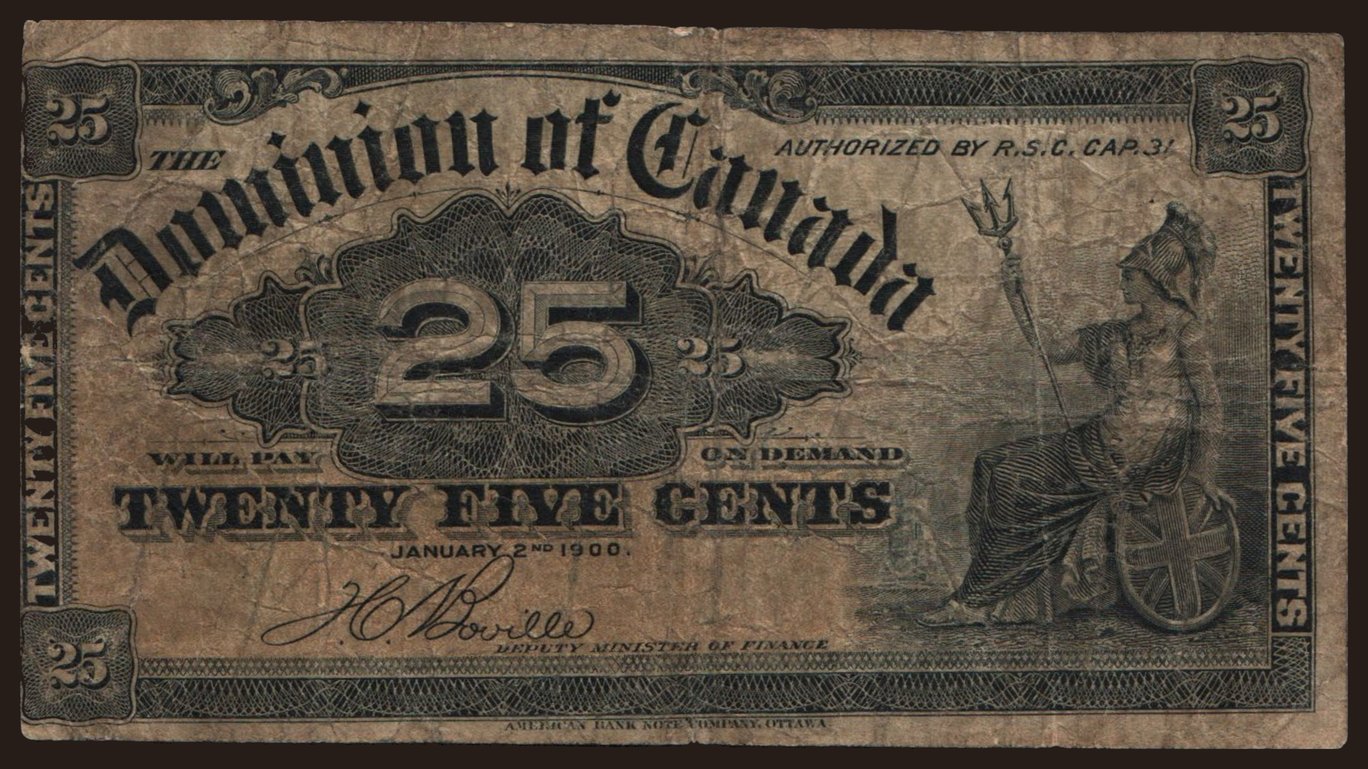 25
25
THE
Dominion of Canada
AUTHORIZED BY R.S.C. CAP. 31
TWENTY FIVE CENTS
25
25
25
TWENTY FIVE CENTS
WILL PAY
ON DEMAND
TWENTY FIVE CENTS
JANUARY 2ND 1900.
H.C. Boville
DEPUTY MINISTER OF FINANCE
25
AMERICAN BANK NOTE COMPANY, OTTAWA